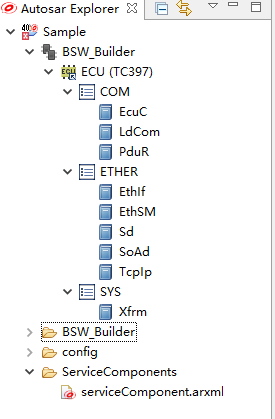 Autosar Explorer
Sample
BSW_Builder
ECU (TC397)
COM
EcuC
LdCom
PduR
ETHER
EthIf
EthSM
Sd
SoAd
TcpIp
SYS
Xfrm
BSW_Builder
config
ServiceComponents
serviceComponent.arxml